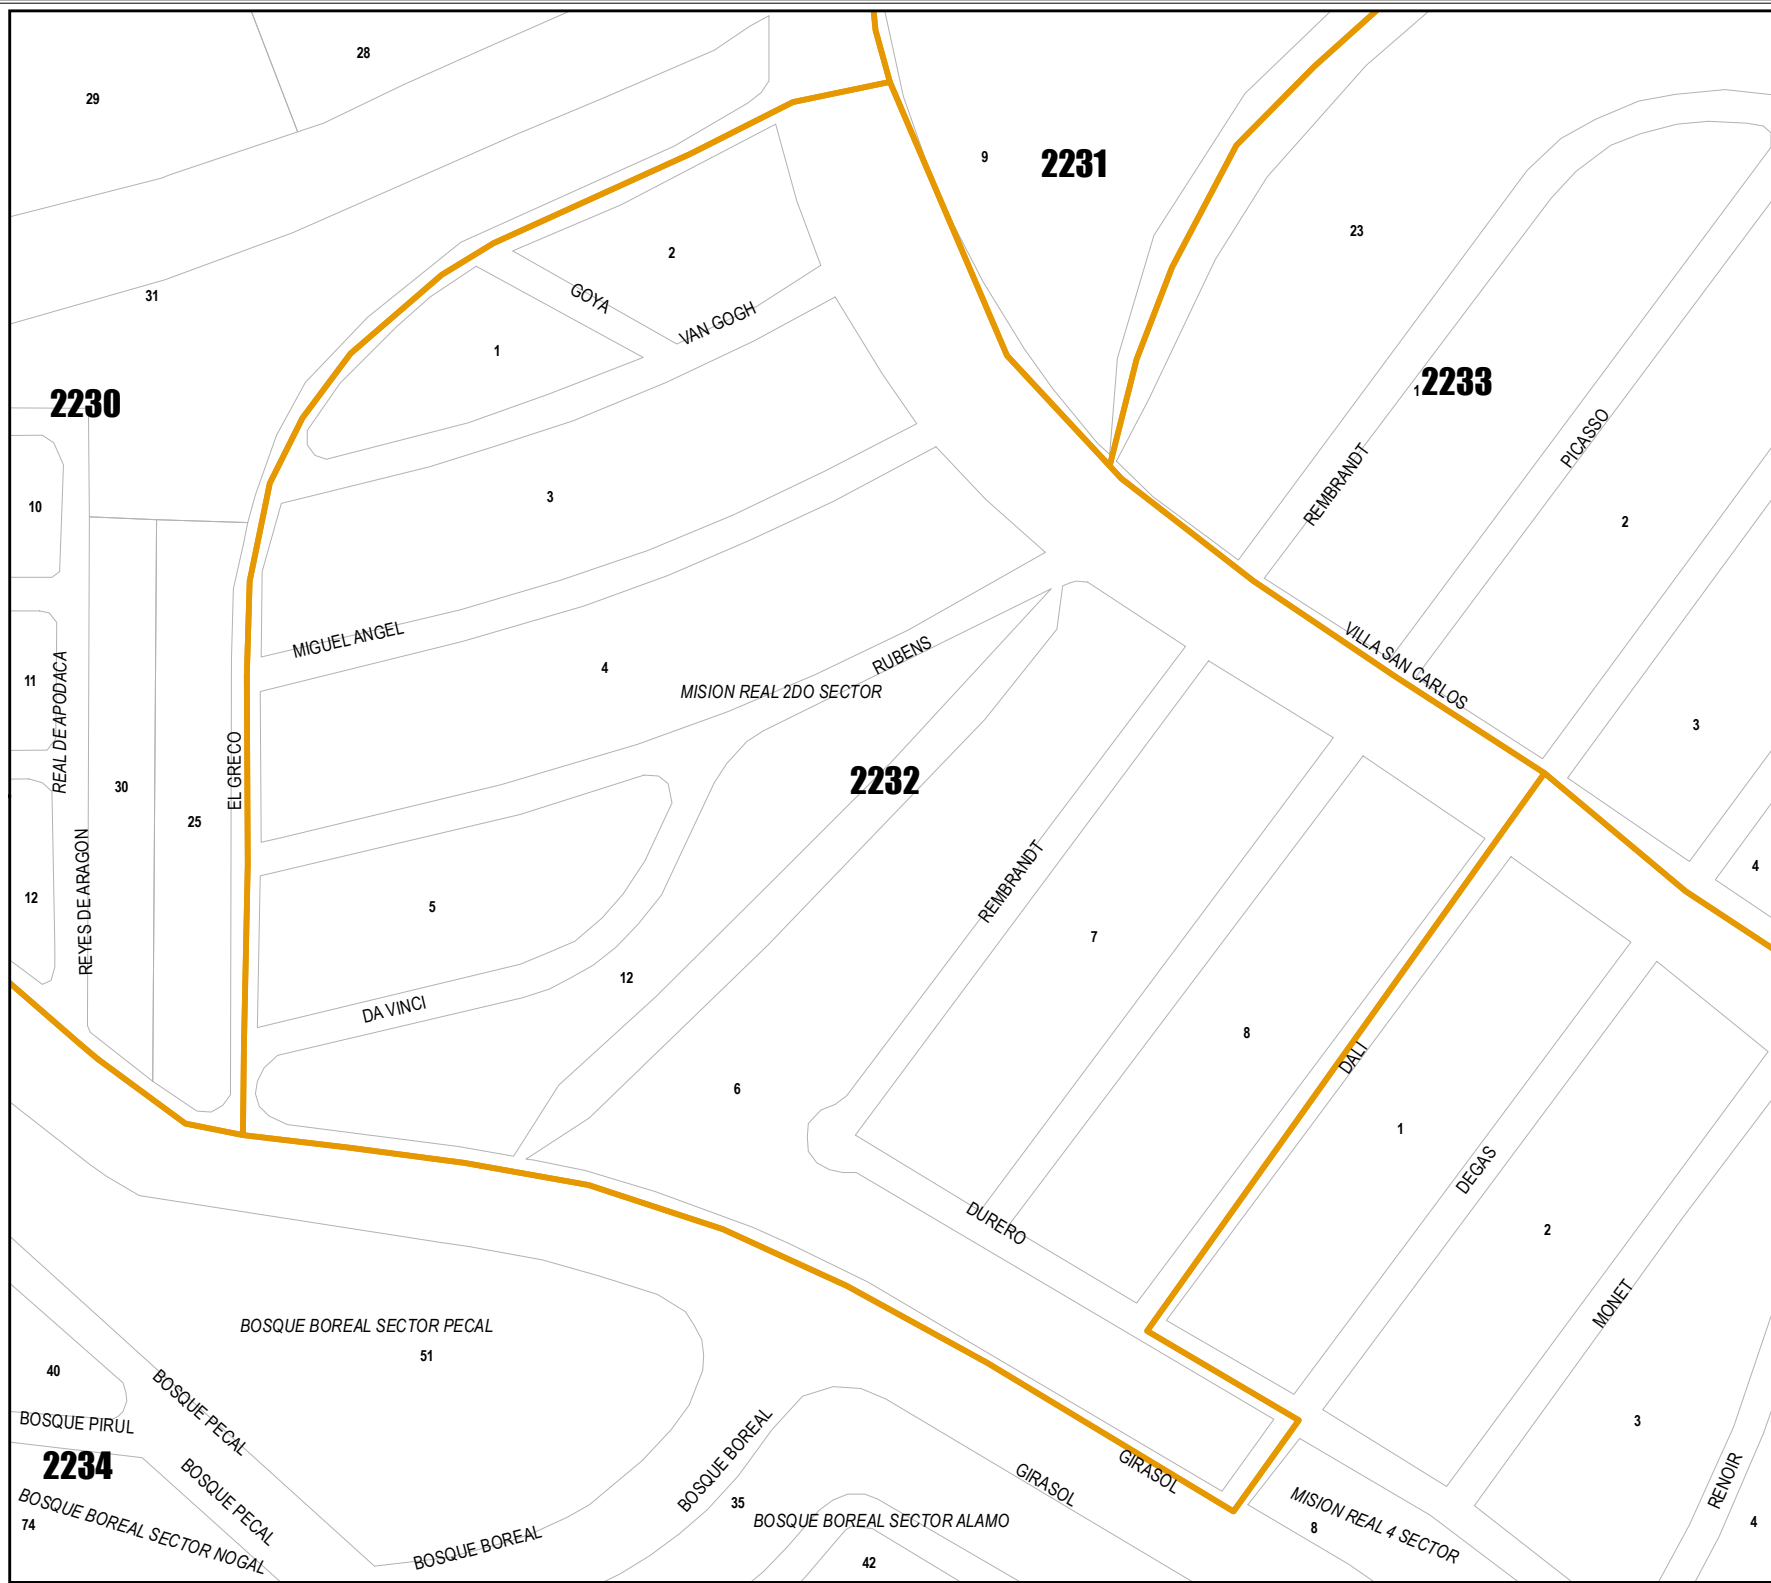 28
29
9
2231
23
2
GOYA
31
VAN GOGH
1
2230
1
2233
PICASSO
REMBRANDT
3
10
2
MIGUEL ANGEL
RUBENS
VILLA SAN CARLOS
4
11
REAL DE APODACA
MISION REAL 2DO SECTOR
3
EL GRECO
2232
30
25
4
REMBRANDT
12
REYES DE ARAGON
5
7
12
DA VINCI
8
DALI
6
1
DEGAS
DURERO
2
MONET
BOSQUE BOREAL SECTOR PECAL
51
40
BOSQUE PECAL
BOSQUE PIRUL
3
2234
BOSQUE BOREAL
GIRASOL
GIRASOL
RENOIR
BOSQUE PECAL
35
BOSQUE BOREAL SECTOR NOGAL
74
BOSQUE BOREAL SECTOR ALAMO
MISION REAL 4 SECTOR
8
4
BOSQUE BOREAL
42